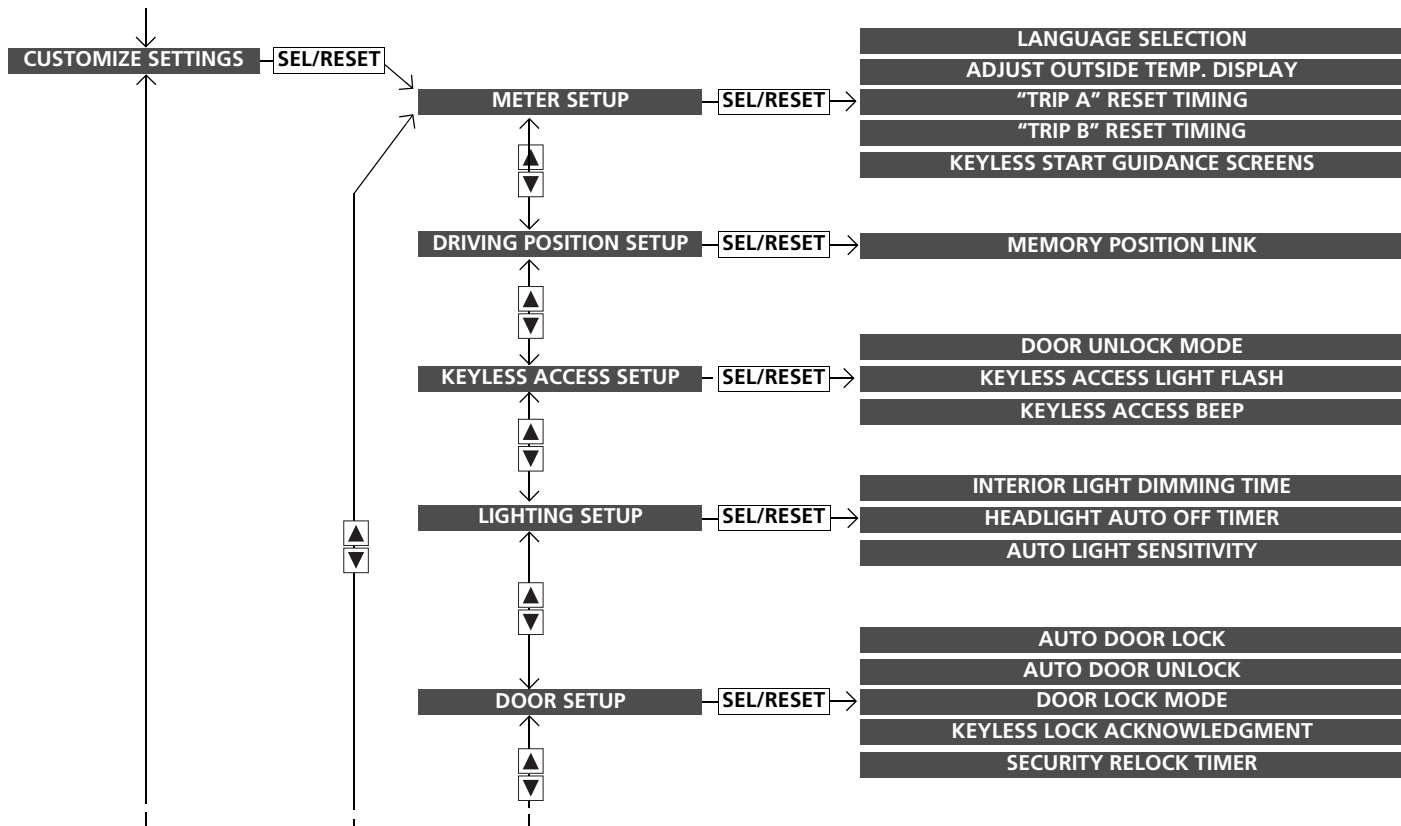 CUSTOMIZE SETTINGS
SEL/RESET
METER SETUP
SEL/RESET
LANGUAGE SELECTION
ADJUST OUTSIDE TEMP. DISPLAY
“TRIP A” RESET TIMING
“TRIP B” RESET TIMING
KEYLESS START GUIDANCE SCREENS
▲
▼
DRIVING POSITION SETUP
SEL/RESET
MEMORY POSITION LINK
▲
▼
KEYLESS ACCESS SETUP
SEL/RESET
DOOR UNLOCK MODE
KEYLESS ACCESS LIGHT FLASH
KEYLESS ACCESS BEEP
▲
▼
LIGHTING SETUP
SEL/RESET
INTERIOR LIGHT DIMMING TIME
HEADLIGHT AUTO OFF TIMER
AUTO LIGHT SENSITIVITY
▲
▼
▲
▼
DOOR SETUP
SEL/RESET
AUTO DOOR LOCK
AUTO DOOR UNLOCK
DOOR LOCK MODE
KEYLESS LOCK ACKNOWLEDGMENT
SECURITY RELOCK TIMER
▲
▼